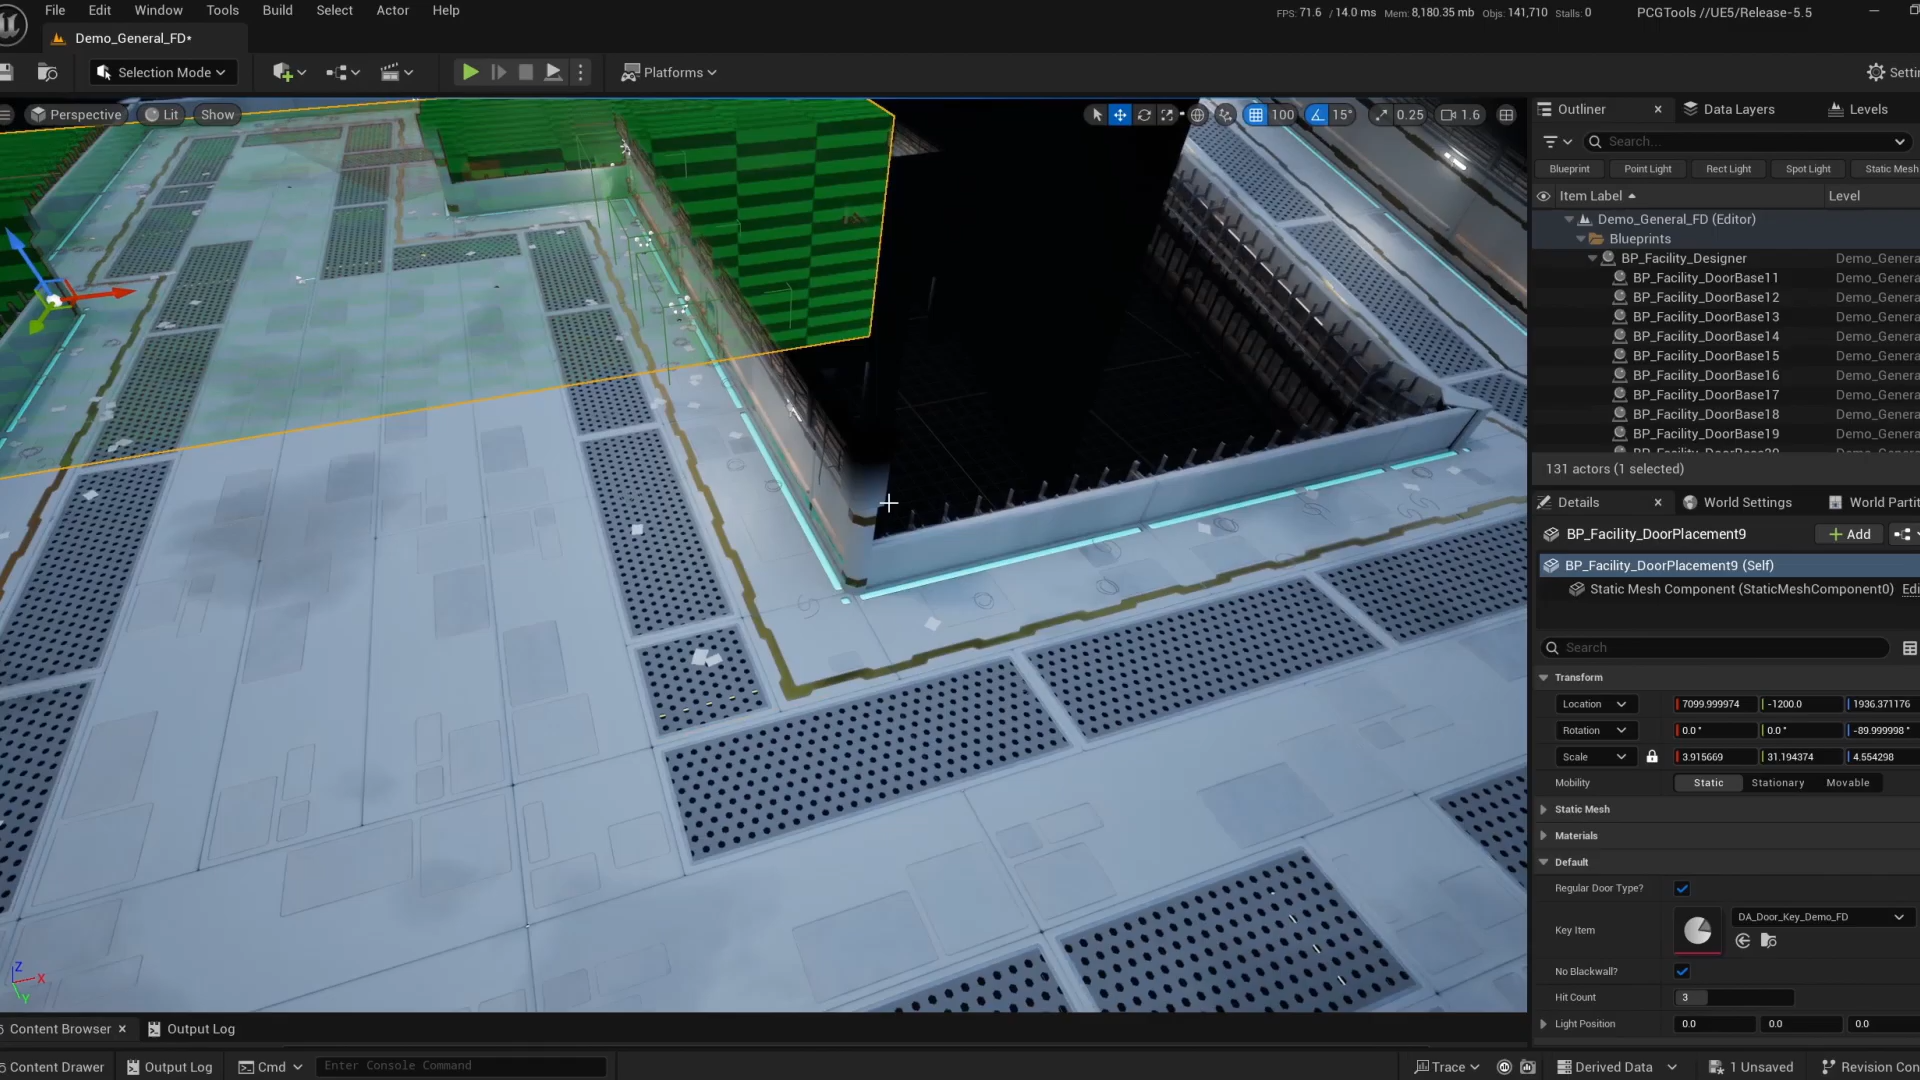 File Edit Window Tools Build Select Actor Help
FPS: 71.6 / 14.0 ms Mem: 8,180.35 mb Objs: 141,710 Stalls: 0
PCGTools //UE5/Release-5.5
Demo_General_FD*
Selection Mode
Platforms
Perspective
Lit
Show
100
15°
0.25
1.6
Outliner
Data Layers
Levels
Search...
Blueprint
Point Light
Rect Light
Spot Light
Static Mesh
Item Label
Level
Demo_General_FD (Editor)
Blueprints
BP_Facility_Designer Demo_Genera
BP_Facility_DoorBase11 Demo_Genera
BP_Facility_DoorBase12 Demo_Genera
BP_Facility_DoorBase13 Demo_Genera
BP_Facility_DoorBase14 Demo_Genera
BP_Facility_DoorBase15 Demo_Genera
BP_Facility_DoorBase16 Demo_Genera
BP_Facility_DoorBase17 Demo_Genera
BP_Facility_DoorBase18 Demo_Genera
BP_Facility_DoorBase19 Demo_Genera
131 actors (1 selected)
Details
World Settings
World Partit
BP_Facility_DoorPlacement9
Add
BP_Facility_DoorPlacement9 (Self)
Static Mesh Component (StaticMeshComponent0) Edi
Search
Transform
Location 7099.999974 -1200.0 1936.371176
Rotation 0.0 ° 0.0 ° -89.999998 °
Scale 3.915669 31.194374 4.554298
Mobility Static Stationary Movable
Static Mesh
Materials
Default
Regular Door Type?
Key Item DA_Door_Key_Demo_FD
No Blackwall?
Hit Count 3
Light Position 0.0 0.0 0.0
Z
X
Y
Content Browser
Output Log
Content Drawer
Output Log
Cmd
Enter Console Command
Trace
Derived Data
1 Unsaved
Revision Con